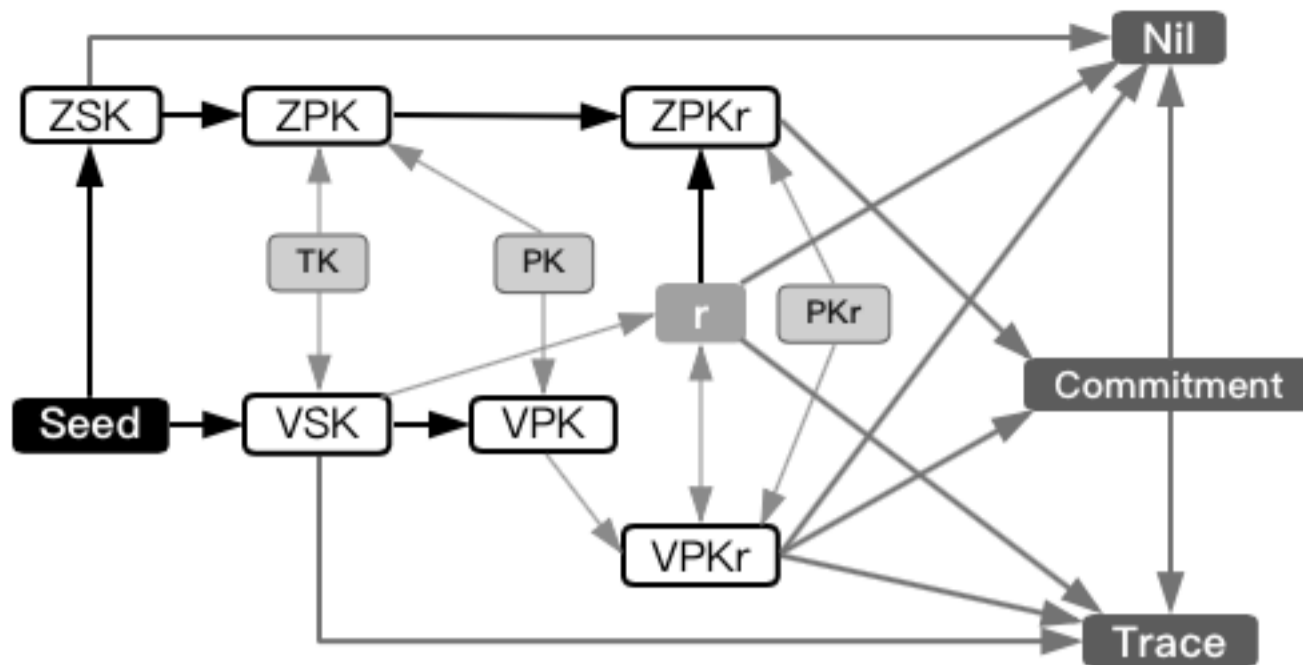 Nil
ZSK
ZPK
ZPKr
TK
PK
r
PKr
Commitment
Seed
VSK
VPK
VPKr
Trace